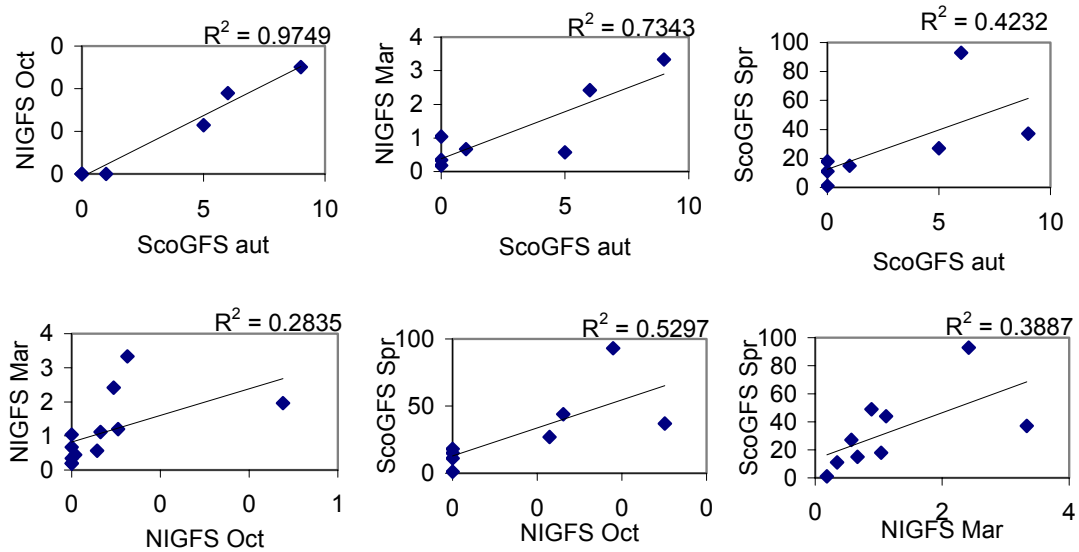 R² = 0.9749
NIGFS Oct
0
0
0
0
0 5 10
ScoGFS aut
R² = 0.7343
NIGFS Mar
4
3
2
1
0
0 5 10
ScoGFS aut
R² = 0.4232
ScoGFS Spr
100
80
60
40
20
0
0 5 10
ScoGFS aut
R² = 0.2835
NIGFS Mar
4
3
2
1
0
0 0 0 1
NIGFS Oct
R² = 0.5297
ScoGFS Spr
100
50
0
0 0 0 0
NIGFS Oct
R² = 0.3887
ScoGFS Spr
100
80
60
40
20
0
0 2 4
NIGFS Mar